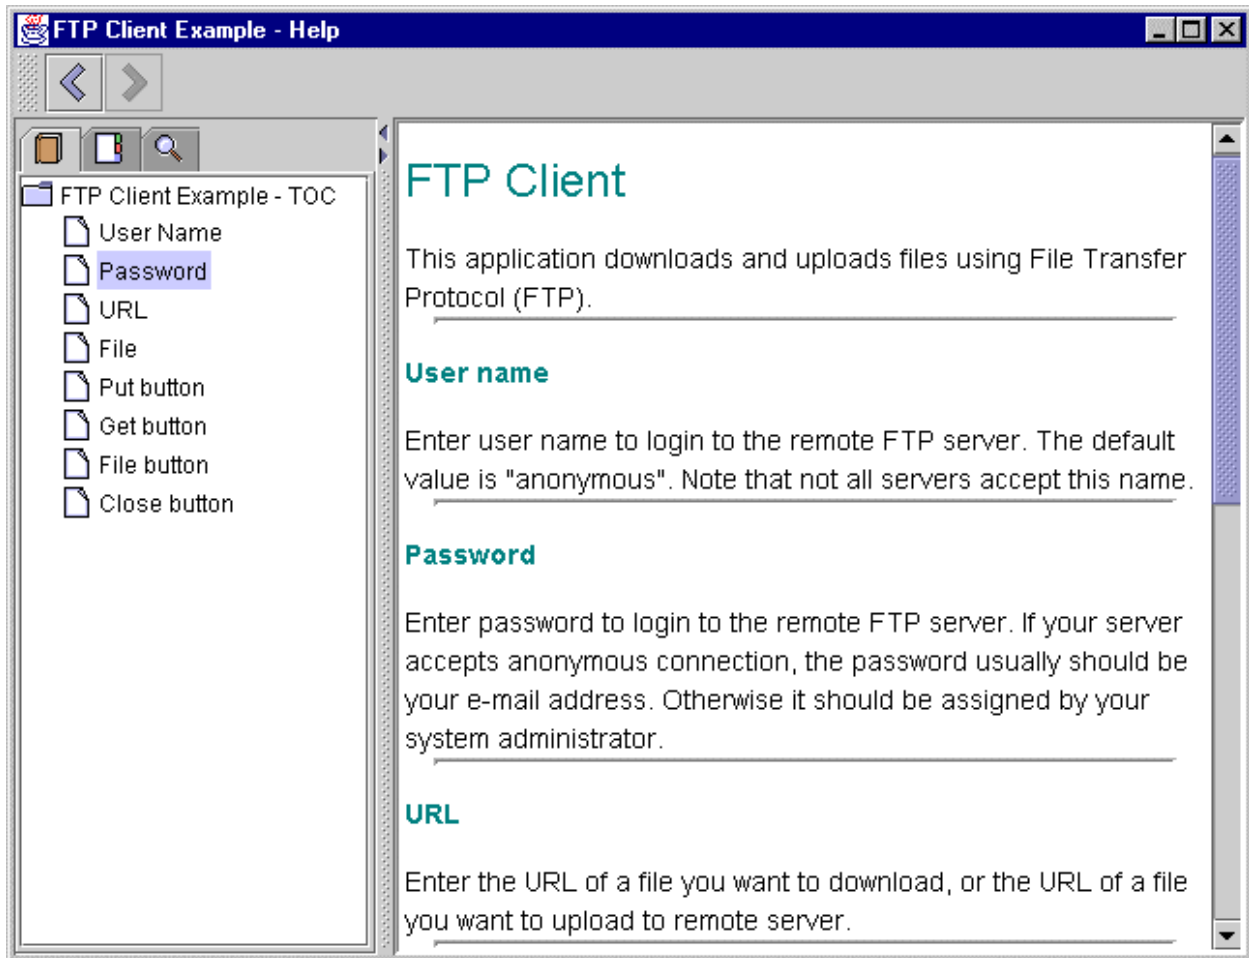 FTP Client Example - Help
FTP Client Example - TOC
User Name
Password
URL
File
Put button
Get button
File button
Close button
FTP Client
This application downloads and uploads files using File Transfer
Protocol (FTP).
User name
Enter user name to login to the remote FTP server. The default
value is "anonymous". Note that not all servers accept this name.
Password
Enter password to login to the remote FTP server. If your server
accepts anonymous connection, the password usually should be
your e-mail address. Otherwise it should be assigned by your
system administrator.
URL
Enter the URL of a file you want to download, or the URL of a file
you want to upload to remote server.